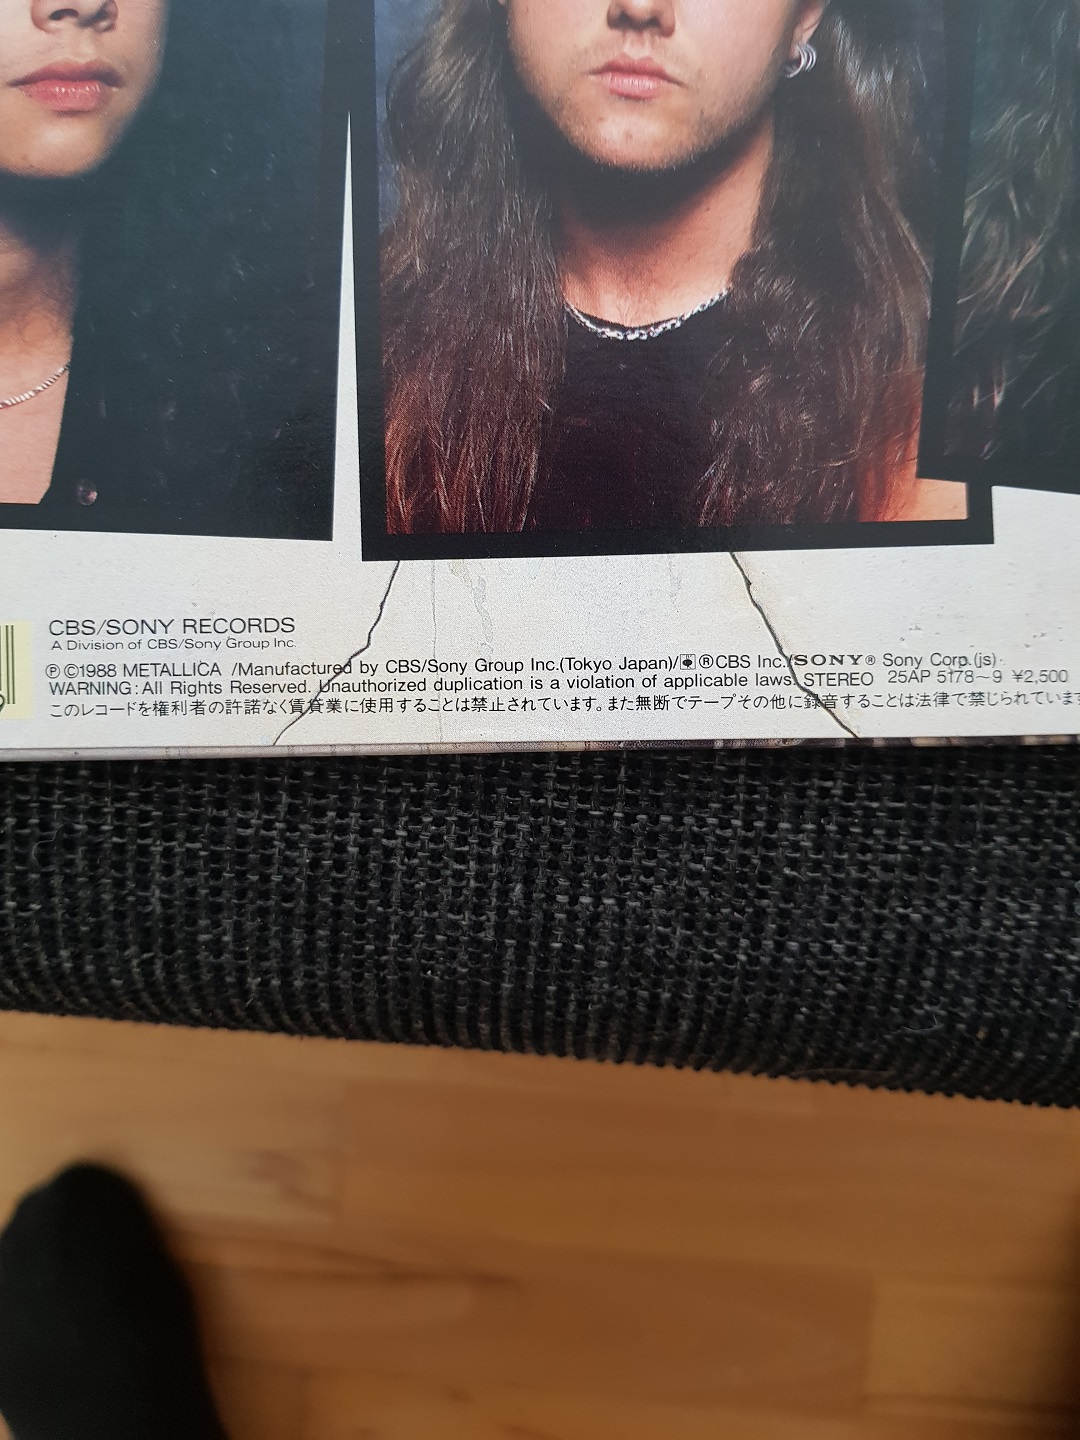 CBS/SONY RECORDS
A Division of CBS/Sony Group Inc.
℗©1988 METALLICA /Manufactured by CBS/Sony Group Inc.(Tokyo Japan)/®CBS Inc./SONY® Sony Corp.(js)
WARNING:All Rights Reserved. Unauthorized duplication is a violation of applicable laws. STEREO 25AP 5178~9 ¥2,500
このレコードを権利者の許諾なく賃貸業に使用することは禁止されています。また無断でテープその他に録音することは法律で禁じられていま